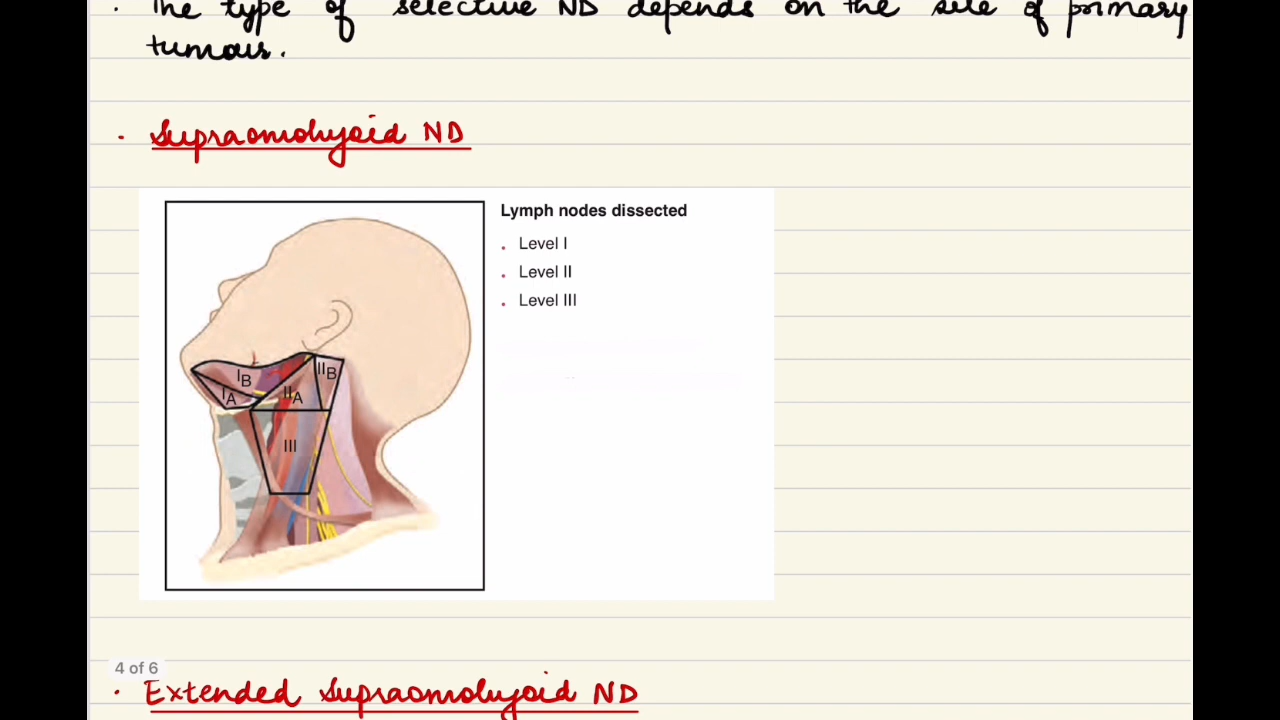 · The type of selective ND depends on the site of primary
tumour.
· Supraomohyoid ND
Lymph nodes dissected
· Level I
· Level II
· Level III
IB
IIB
IA
IIA
III
4 of 6
· Extended Supraomohyoid ND